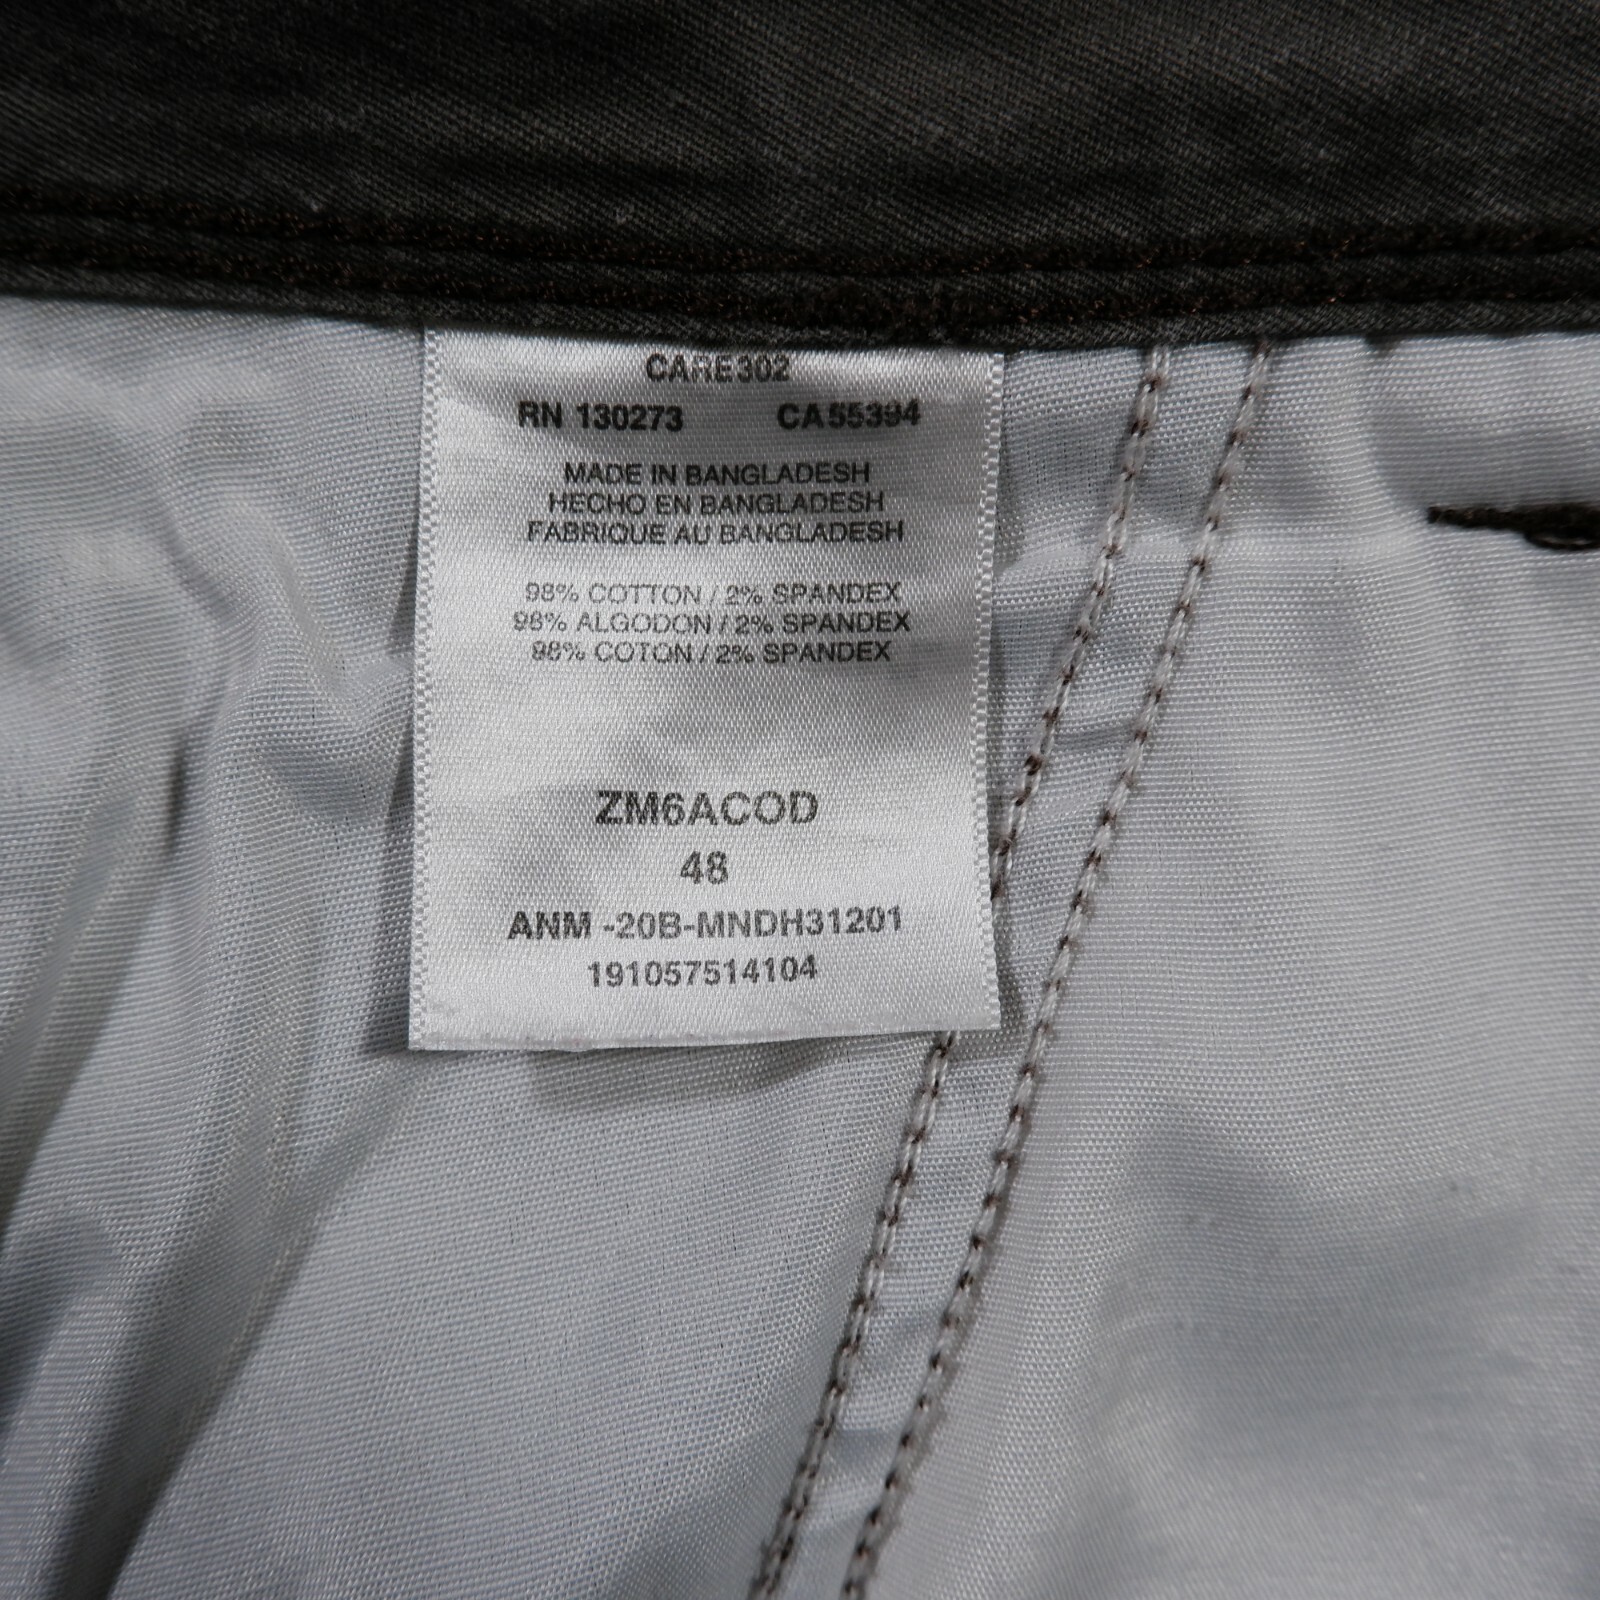 CARE302
RN 130273 CA55394
MADE IN BANGLADESH
HECHO EN BANGLADESH
FABRIQUE AU BANGLADESH
98% COTTON / 2% SPANDEX
98% ALGODON / 2% SPANDEX
98% COTON / 2% SPANDEX
ZM6ACOD
48
ANM -20B-MNDH31201
191057514104